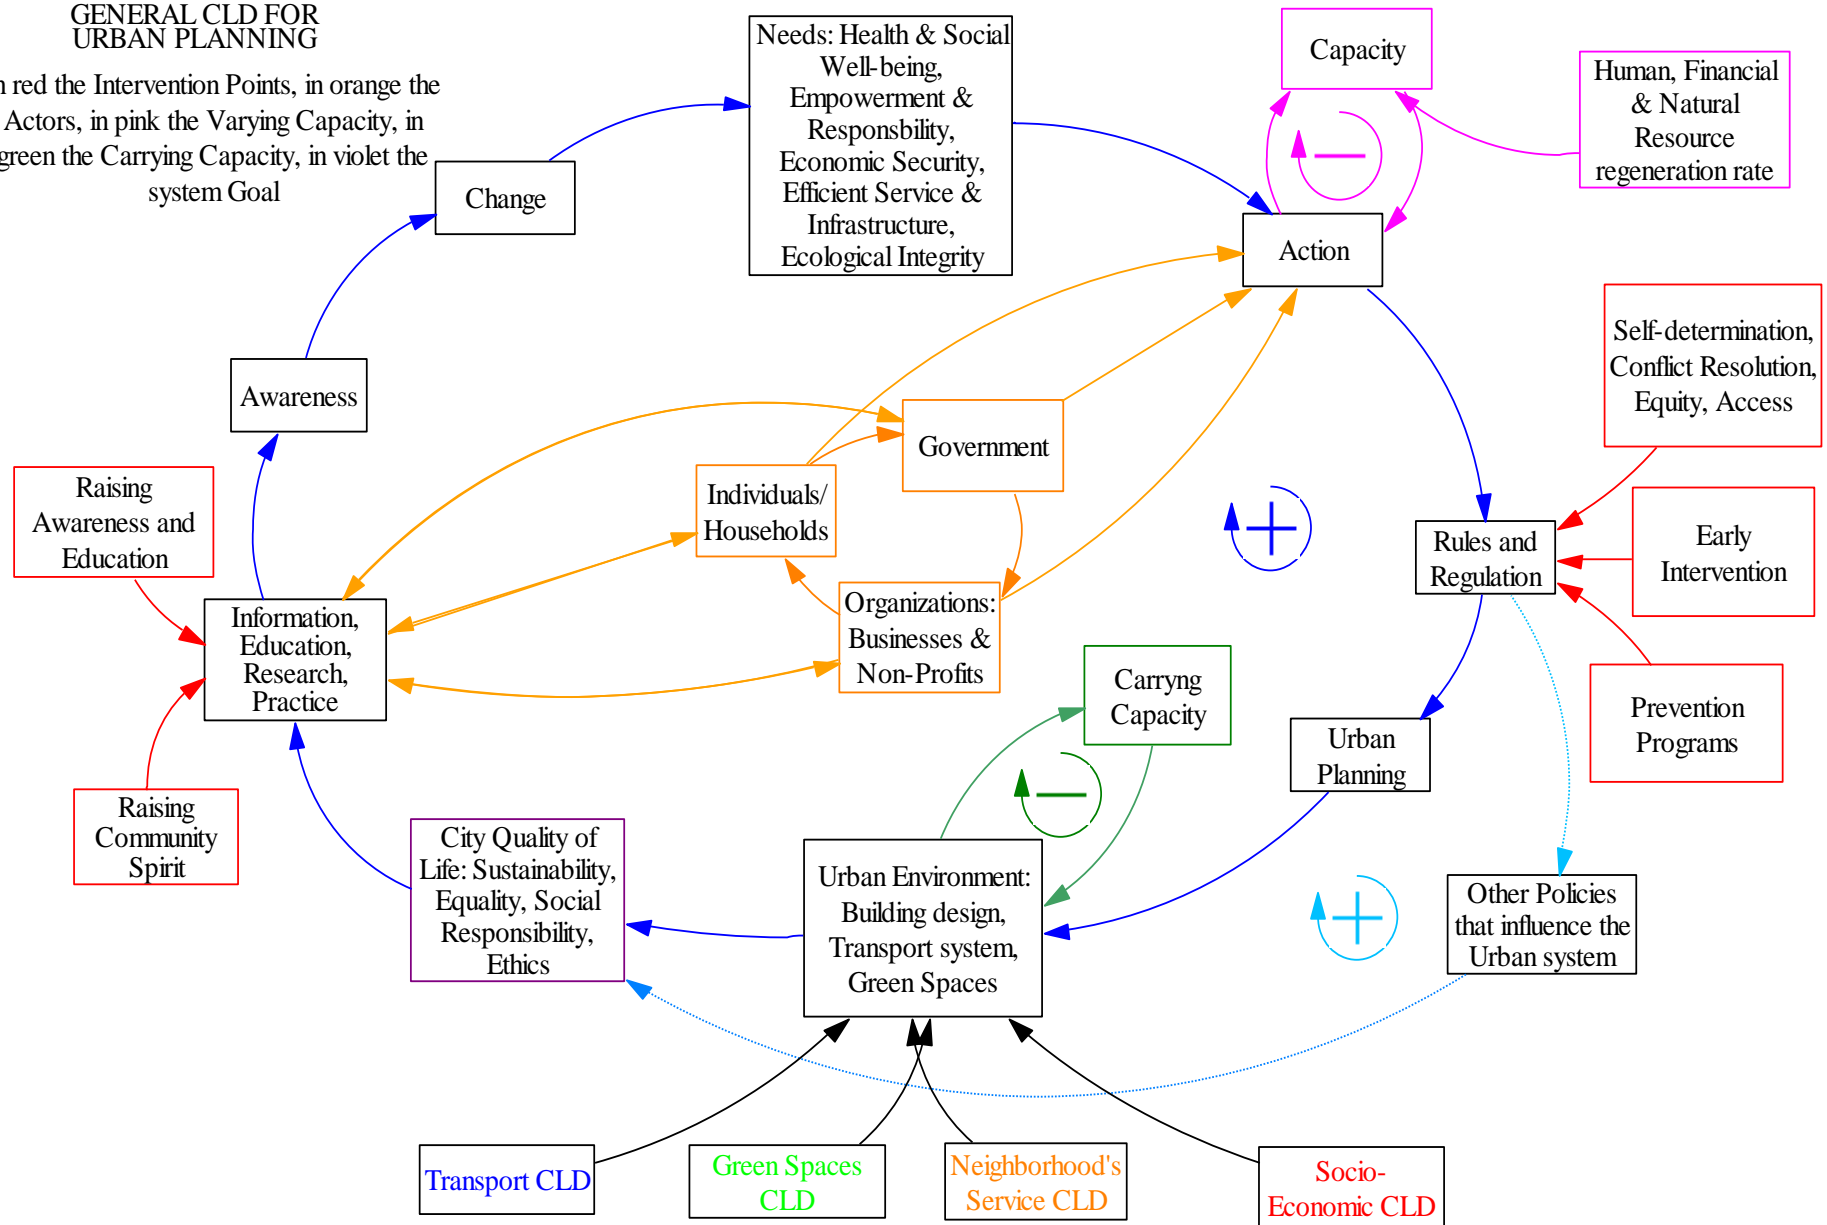 GENERAL CLD FOR
URBAN PLANNING
n red the Intervention Points, in orange the
Actors, in pink the Varying Capacity, in
green the Carrying Capacity, in violet the
system Goal
Needs: Health & Social
Well-being,
Empowerment &
Responsbility,
Economic Security,
Efficient Service &
Infrastructure,
Ecological Integrity
Capacity
Human, Financial
& Natural
Resource
regeneration rate
Change
Action
Self-determination,
Conflict Resolution,
Equity, Access
Awareness
Government
Individuals/
Households
Raising
Awareness and
Education
Early
Intervention
Rules and
Regulation
Information,
Education,
Research,
Practice
Organizations:
Businesses &
Non-Profits
Carryng
Capacity
Prevention
Programs
Urban
Planning
Raising
Community
Spirit
City Quality of
Life: Sustainability,
Equality, Social
Responsibility,
Ethics
Urban Environment:
Building design,
Transport system,
Green Spaces
Other Policies
that influence the
Urban system
Transport CLD
Green Spaces
CLD
Neighborhood's
Service CLD
Socio-
Economic CLD